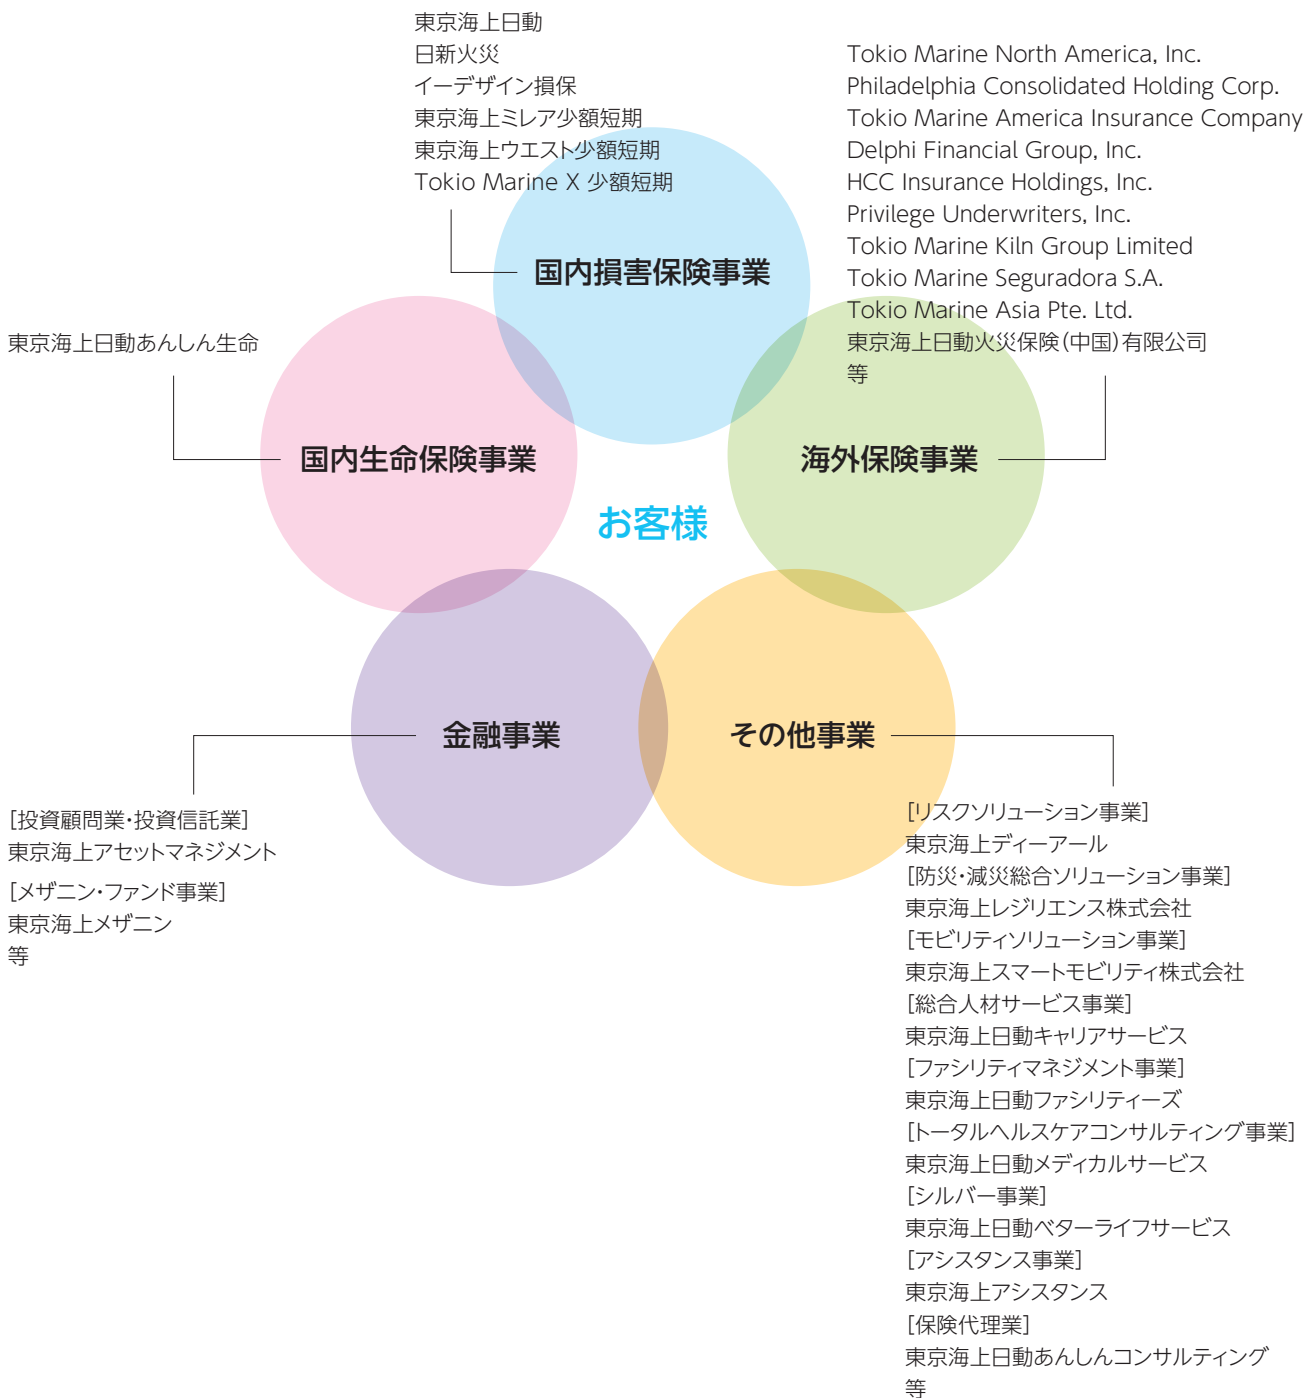 東京海上日動
日新火災
イーデザイン損保
東京海上ミレア少額短期
東京海上ウエスト少額短期
Tokio Marine X 少額短期
国内損害保険事業
Tokio Marine North America, Inc.
Philadelphia Consolidated Holding Corp.
Tokio Marine America Insurance Company
Delphi Financial Group, Inc.
HCC Insurance Holdings, Inc.
Privilege Underwriters, Inc.
Tokio Marine Kiln Group Limited
Tokio Marine Seguradora S.A.
Tokio Marine Asia Pte. Ltd.
東京海上日動火災保険(中国)有限公司
等
海外保険事業
東京海上日動あんしん生命
国内生命保険事業
お客様
金融事業
[投資顧問業・投資信託業]
東京海上アセットマネジメント
[メザニン・ファンド事業]
東京海上メザニン
等
その他事業
[リスクソリューション事業]
東京海上ディーアール
[防災・減災総合ソリューション事業]
東京海上レジリエンス株式会社
[モビリティソリューション事業]
東京海上スマートモビリティ株式会社
[総合人材サービス事業]
東京海上日動キャリアサービス
[ファシリティマネジメント事業]
東京海上日動ファシリティーズ
[トータルヘルスケアコンサルティング事業]
東京海上日動メディカルサービス
[シルバー事業]
東京海上日動ベターライフサービス
[アシスタンス事業]
東京海上アシスタンス
[保険代理業]
東京海上日動あんしんコンサルティング
等